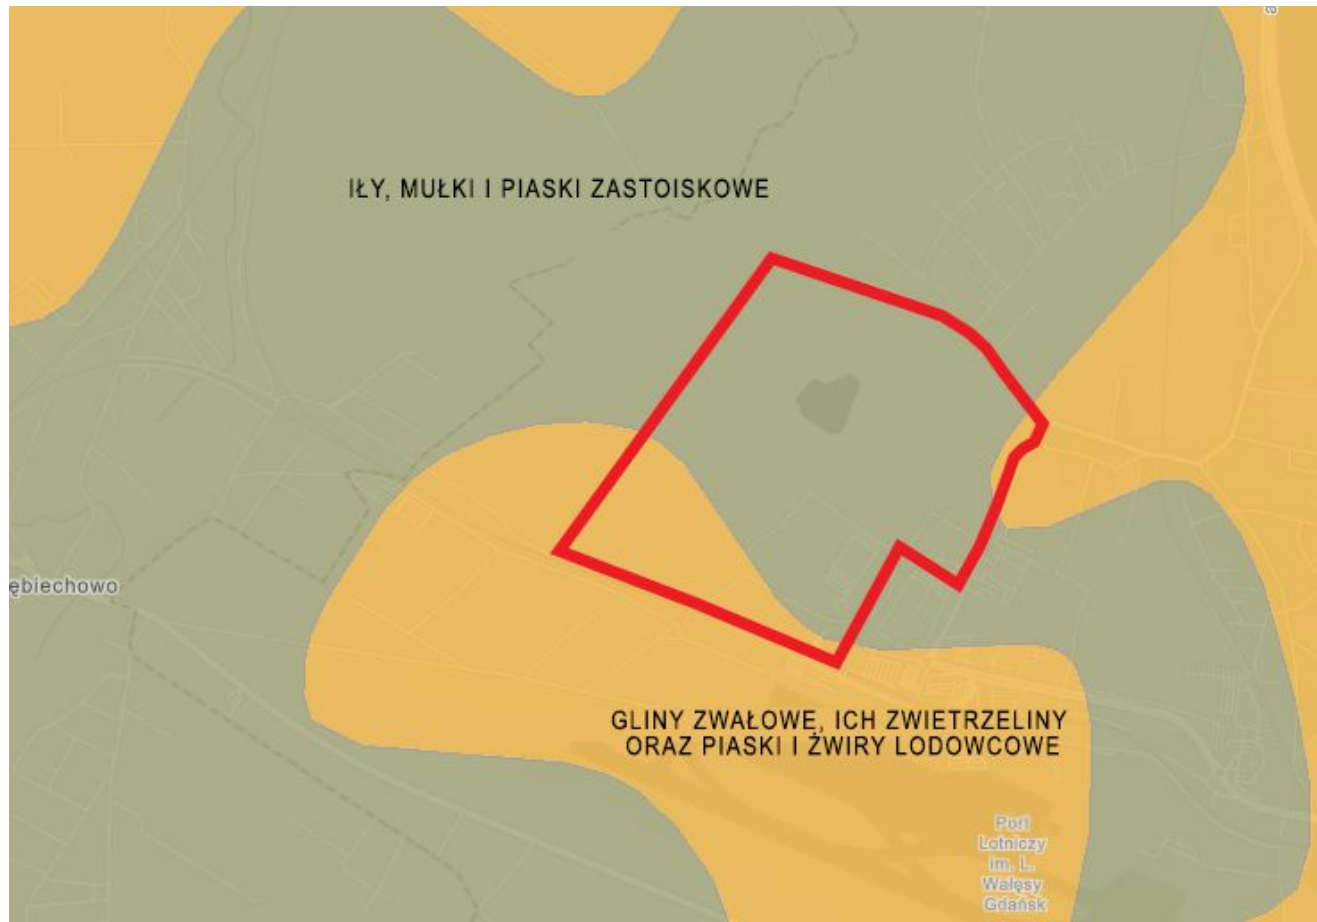 IŁY, MUŁKI I PIASKI ZASTOISKOWE
ębiechowo
GLINY ZWAŁOWE, ICH ZWIETRZELINY
ORAZ PIASKI I ŻWIRY LODOWCOWE
Port
Lotniczy
im. L.
Wałęsy
Gdańsk